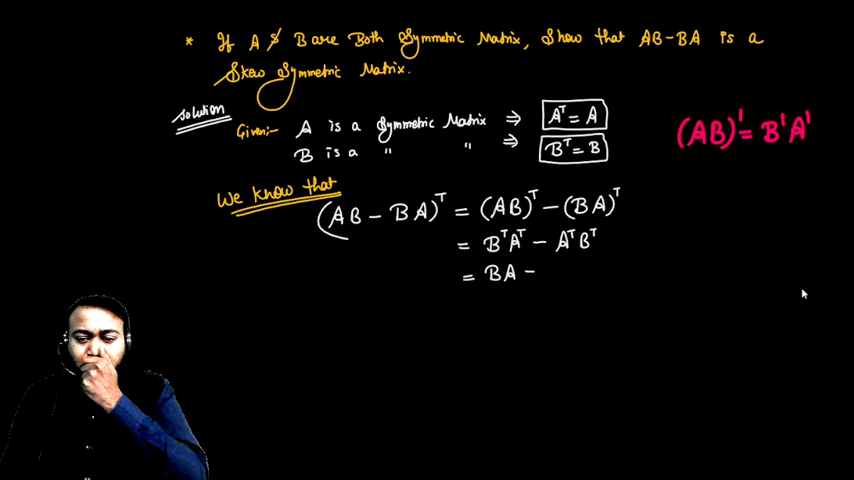 * If A & B are Both Symmetric Matrix, Show that AB-BA is a
Skew Symmetric Matrix.
Solution
Given:- A is a Symmetric Matrix ⇒ Aᵀ = A
B is a " " ⇒ Bᵀ = B
(AB)' = B'A'
We know that
(AB - BA)ᵀ = (AB)ᵀ - (BA)ᵀ
= BᵀAᵀ - AᵀBᵀ
= BA -